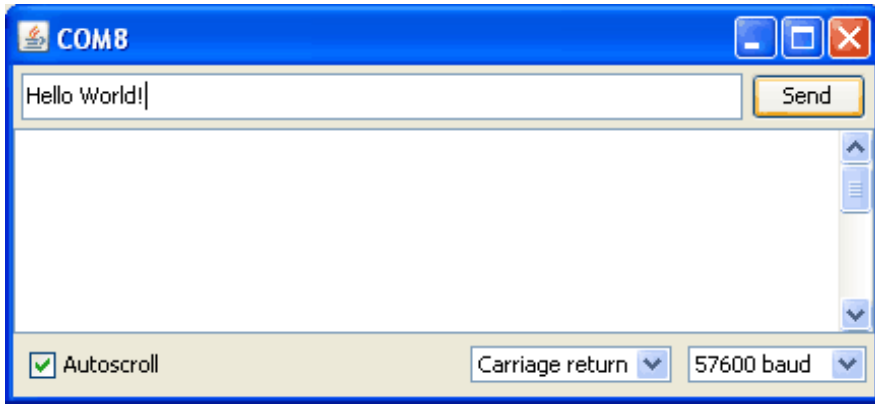 COM8
Hello World!
Send
Autoscroll
Carriage return
57600 baud